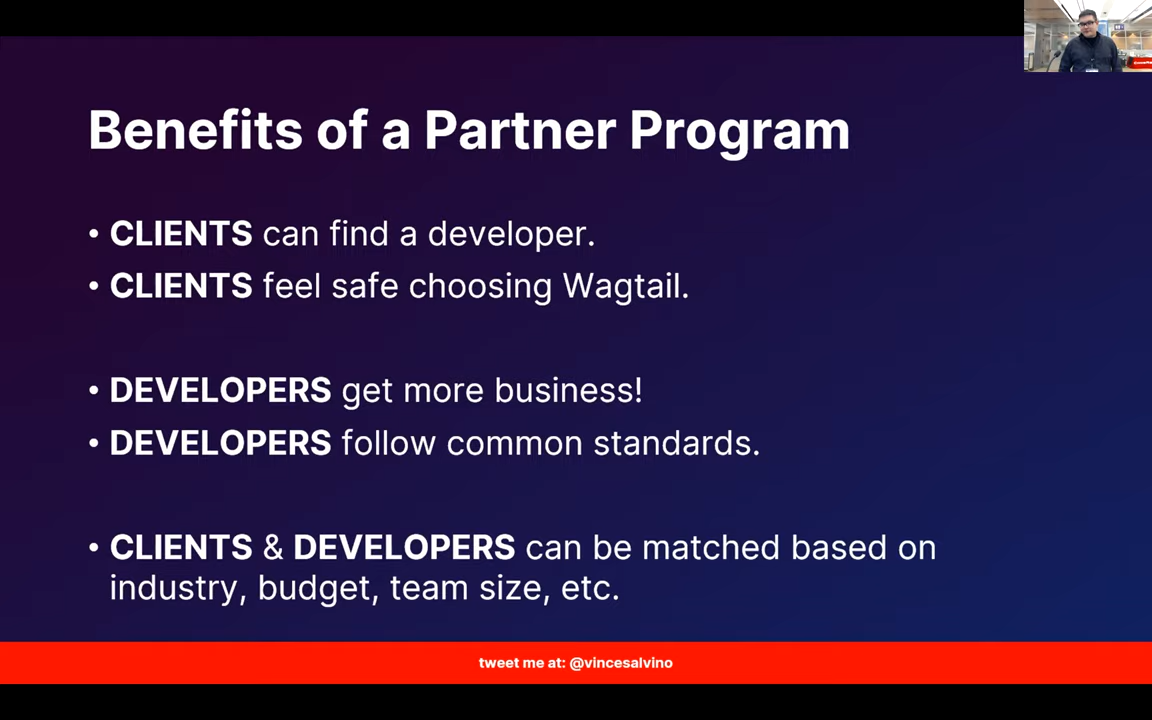 Benefits of a Partner Program
• CLIENTS can find a developer.
• CLIENTS feel safe choosing Wagtail.
• DEVELOPERS get more business!
• DEVELOPERS follow common standards.
• CLIENTS & DEVELOPERS can be matched based on
industry, budget, team size, etc.
tweet me at: @vincesalvino